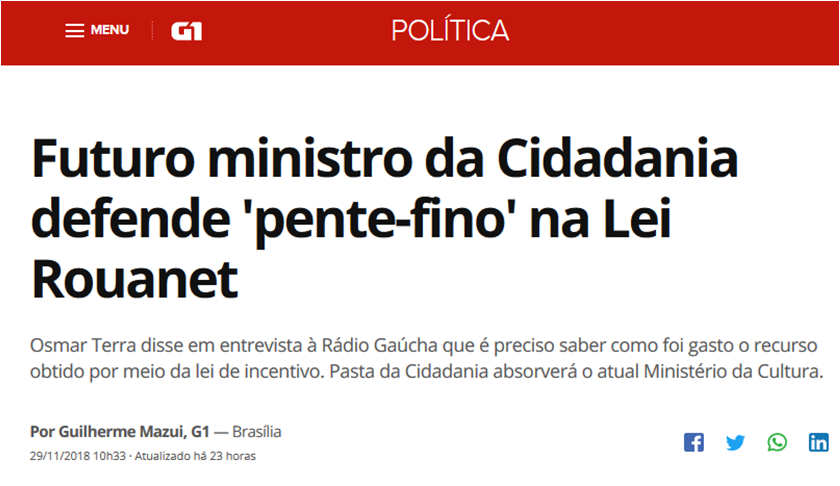 MENU
G1
POLÍTICA
Futuro ministro da Cidadania
defende 'pente-fino' na Lei
Rouanet
Osmar Terra disse em entrevista à Rádio Gaúcha que é preciso saber como foi gasto o recurso
obtido por meio da lei de incentivo. Pasta da Cidadania absorverá o atual Ministério da Cultura.
Por Guilherme Mazui, G1 — Brasília
29/11/2018 10h33 · Atualizado há 23 horas